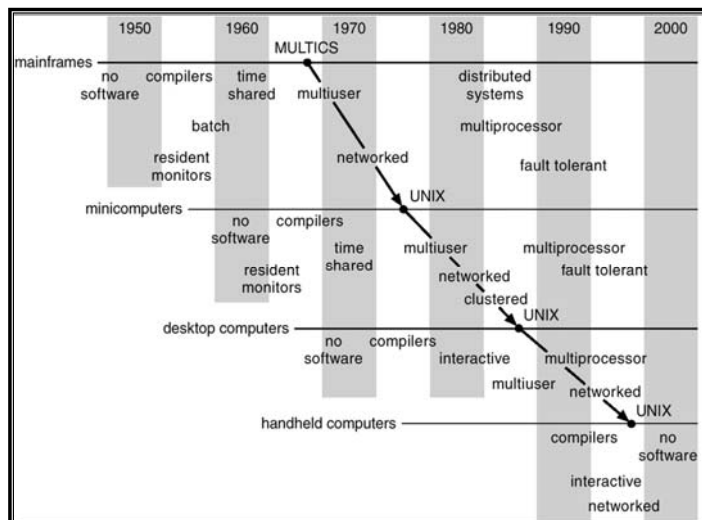 1950 1960 1970 1980 1990 2000
MULTICS
mainframes
no compilers time distributed
software shared multiuser systems
batch multiprocessor
resident networked fault tolerant
monitors
UNIX
minicomputers
no compilers
software time multiuser multiprocessor
resident shared networked fault tolerant
monitors clustered
UNIX
desktop computers
no compilers
software interactive multiprocessor
multiuser networked
UNIX
handheld computers
compilers no
software
interactive
networked